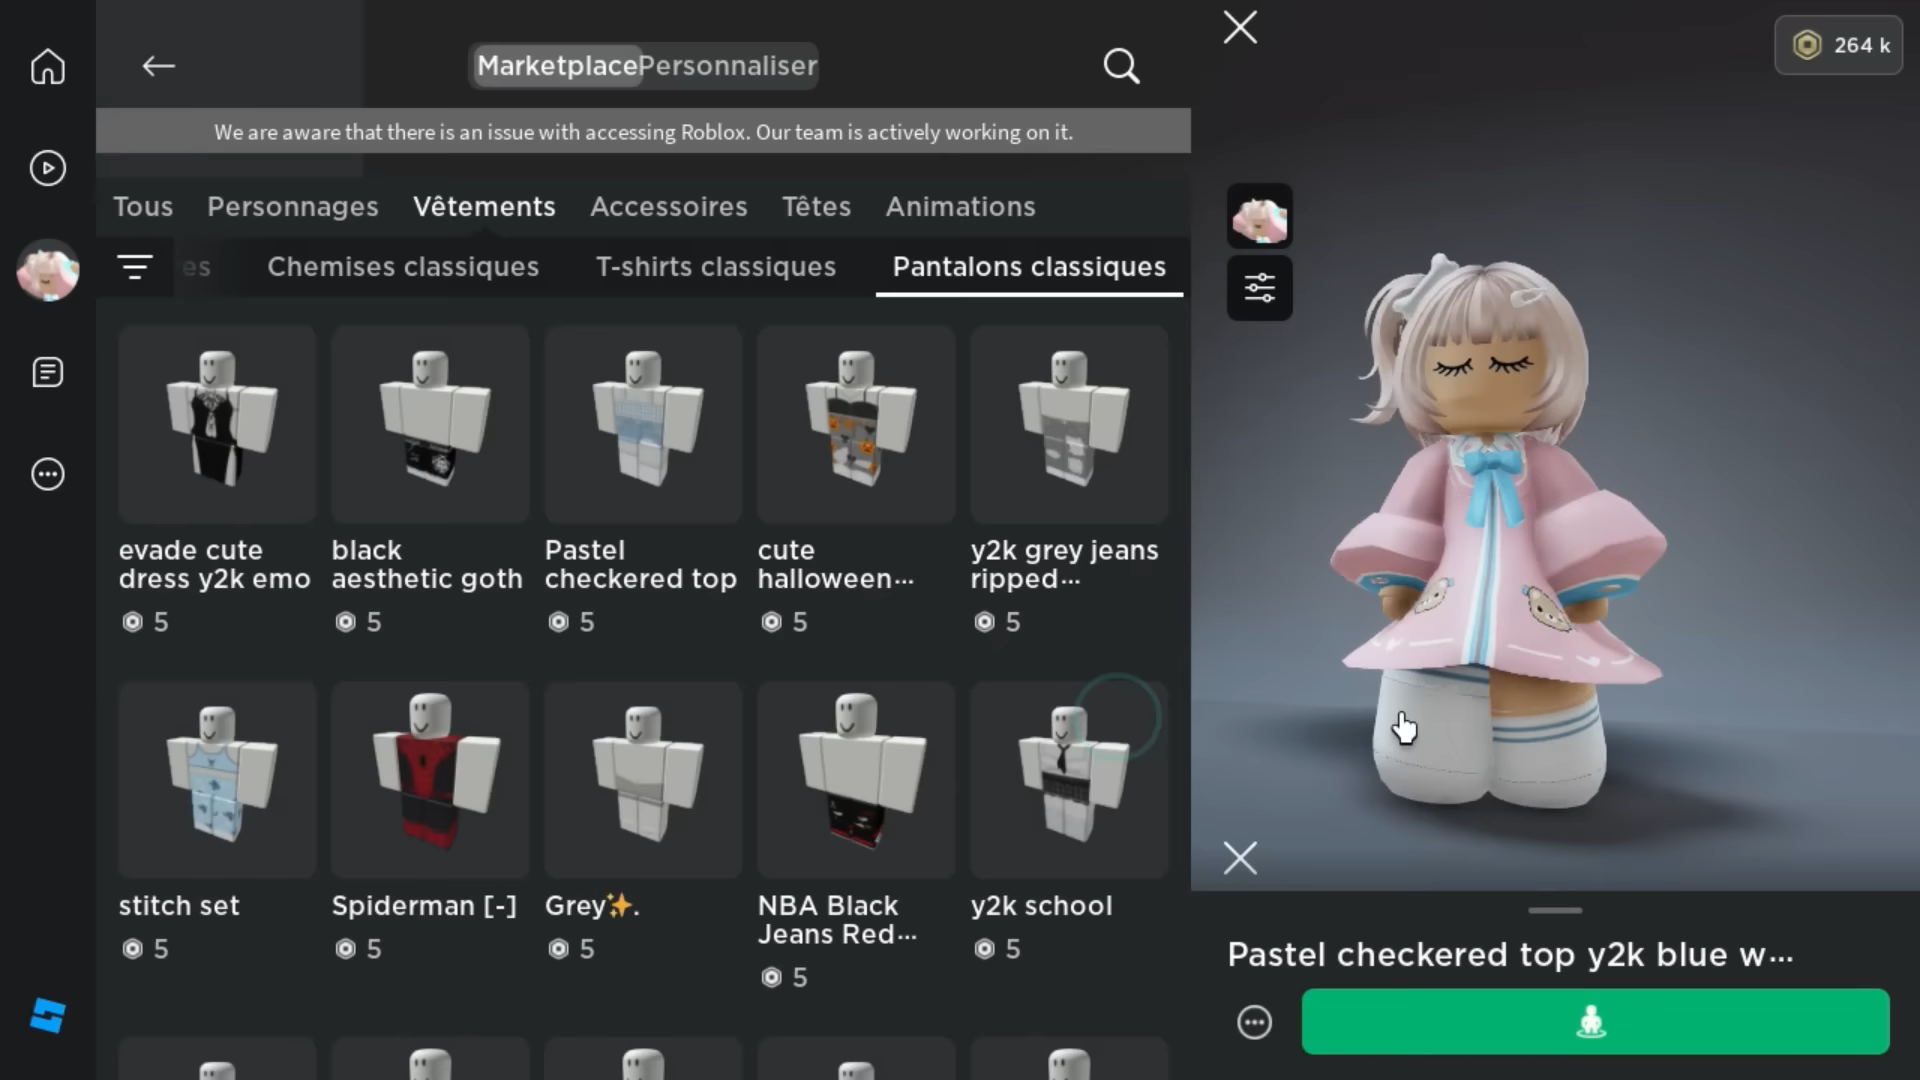 Marketplace Personnaliser
264 k
We are aware that there is an issue with accessing Roblox. Our team is actively working on it.
Tous Personnages Vêtements Accessoires Têtes Animations
es Chemises classiques T-shirts classiques Pantalons classiques
evade cute
dress y2k emo
5
black
aesthetic goth
5
Pastel
checkered top
5
cute
halloween...
5
y2k grey jeans
ripped...
5
stitch set
5
Spiderman [-]
5
Grey✨.
5
NBA Black
Jeans Red...
5
y2k school
5
Pastel checkered top y2k blue w...